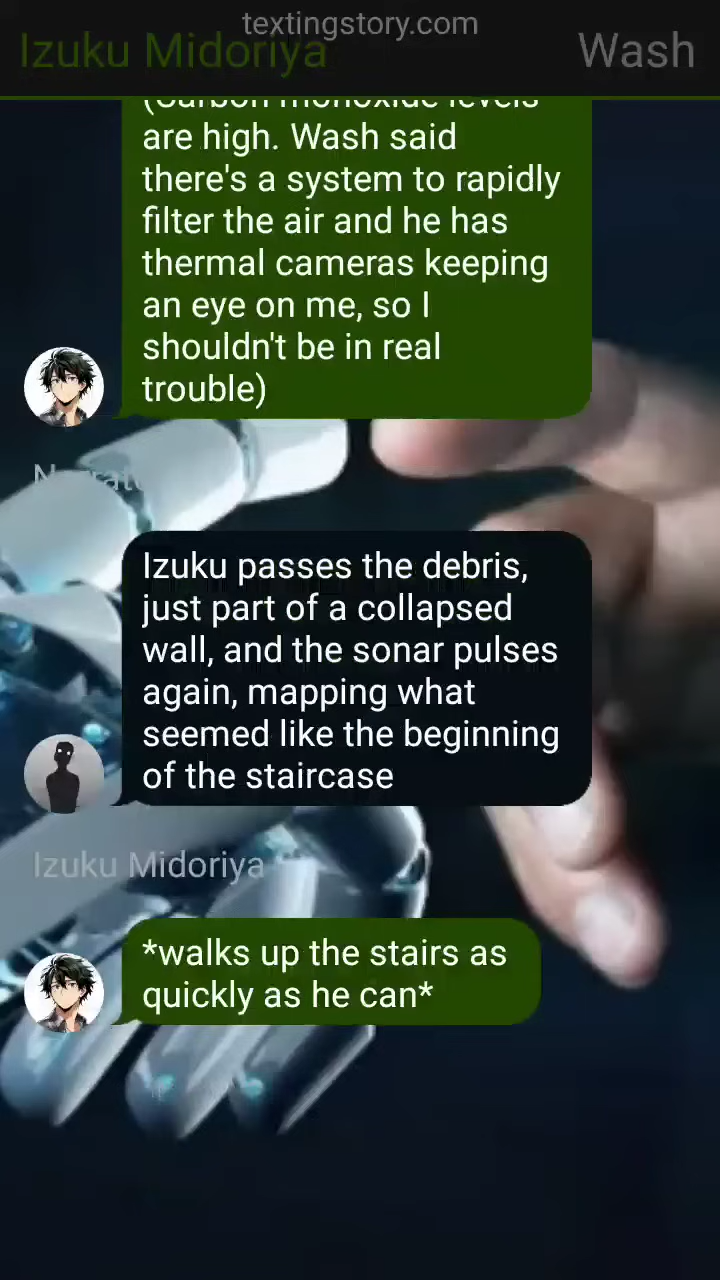 textingstory.com
Izuku Midoriya
Wash
(Carbon monoxide levels
are high. Wash said
there's a system to rapidly
filter the air and he has
thermal cameras keeping
an eye on me, so I
shouldn't be in real
trouble)
Izuku passes the debris,
just part of a collapsed
wall, and the sonar pulses
again, mapping what
seemed like the beginning
of the staircase
Izuku Midoriya
*walks up the stairs as
quickly as he can*